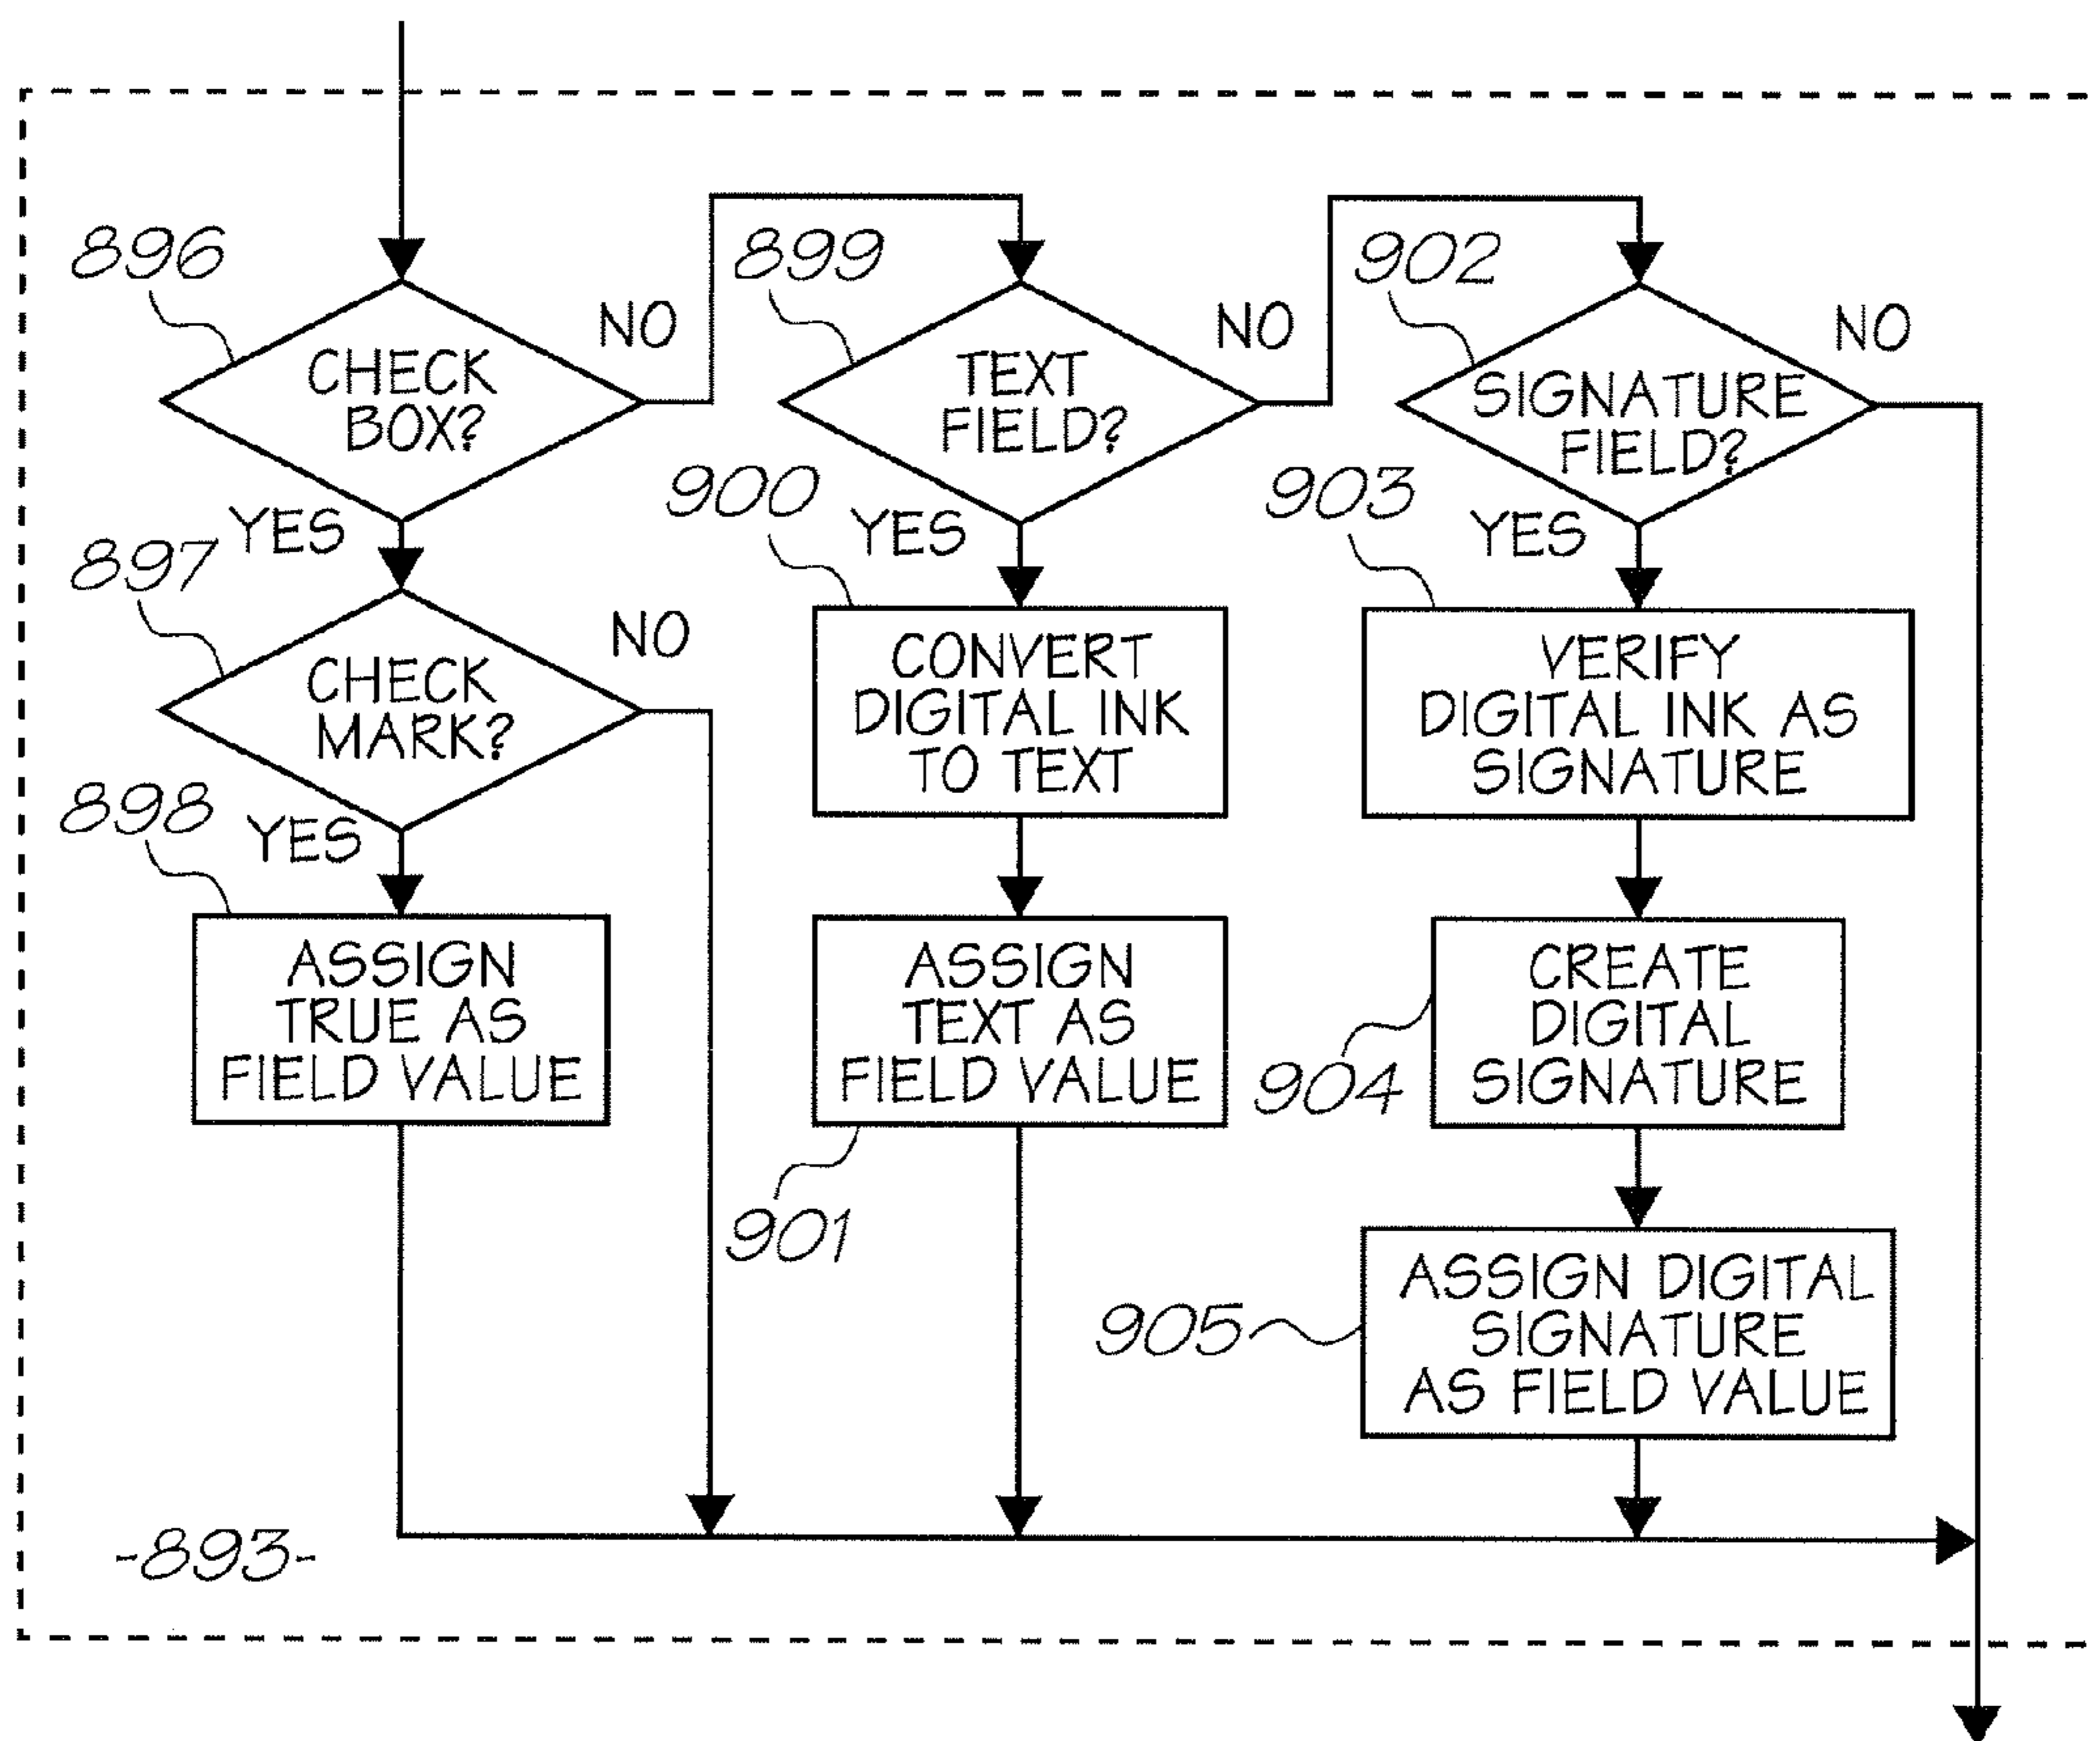 896
CHECK
BOX?
NO
YES
897
CHECK
MARK?
NO
YES
898
ASSIGN
TRUE AS
FIELD VALUE
899
TEXT
FIELD?
NO
YES
900
CONVERT
DIGITAL INK
TO TEXT
ASSIGN
TEXT AS
FIELD VALUE
901
902
SIGNATURE
FIELD?
NO
YES
903
VERIFY
DIGITAL INK AS
SIGNATURE
CREATE
DIGITAL
SIGNATURE
904
ASSIGN DIGITAL
SIGNATURE
AS FIELD VALUE
905
-893-